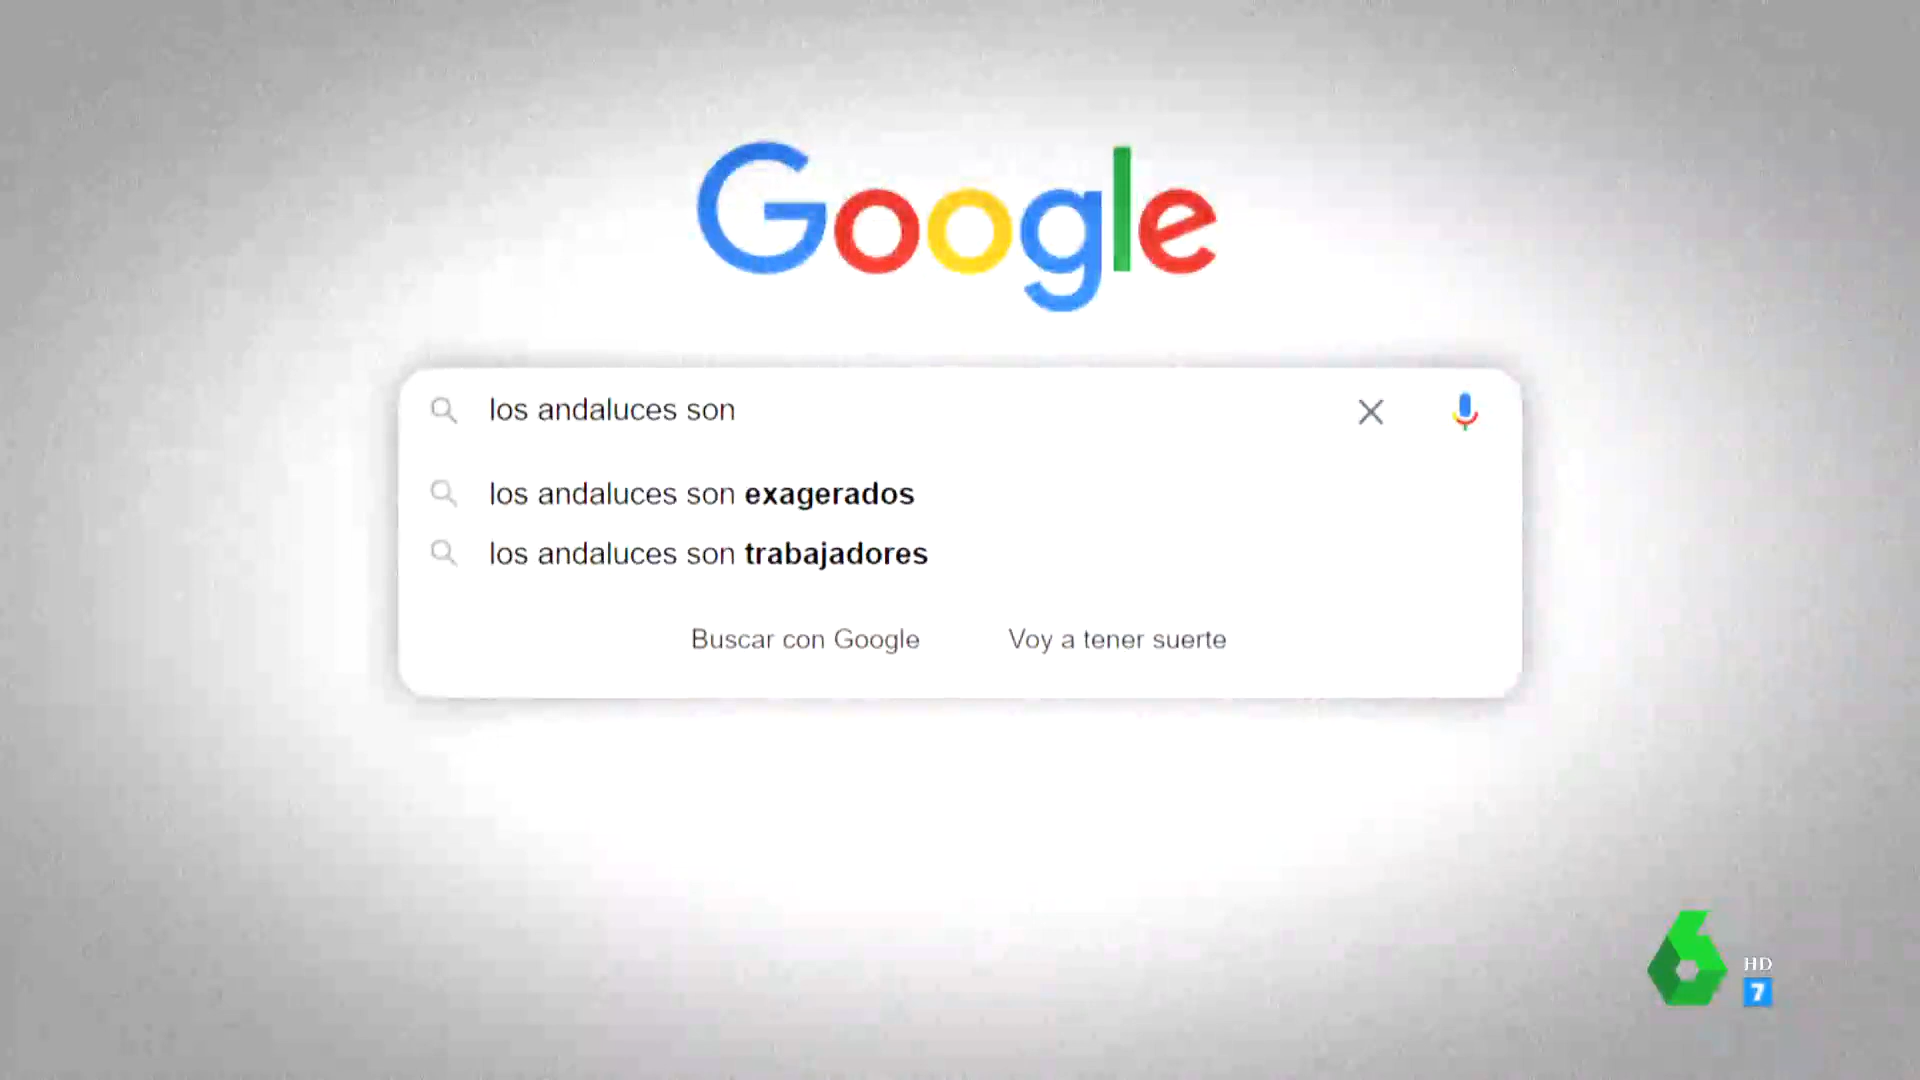 Google
los andaluces son
los andaluces son exagerados
los andaluces son trabajadores
Buscar con Google Voy a tener suerte
6 HD
7